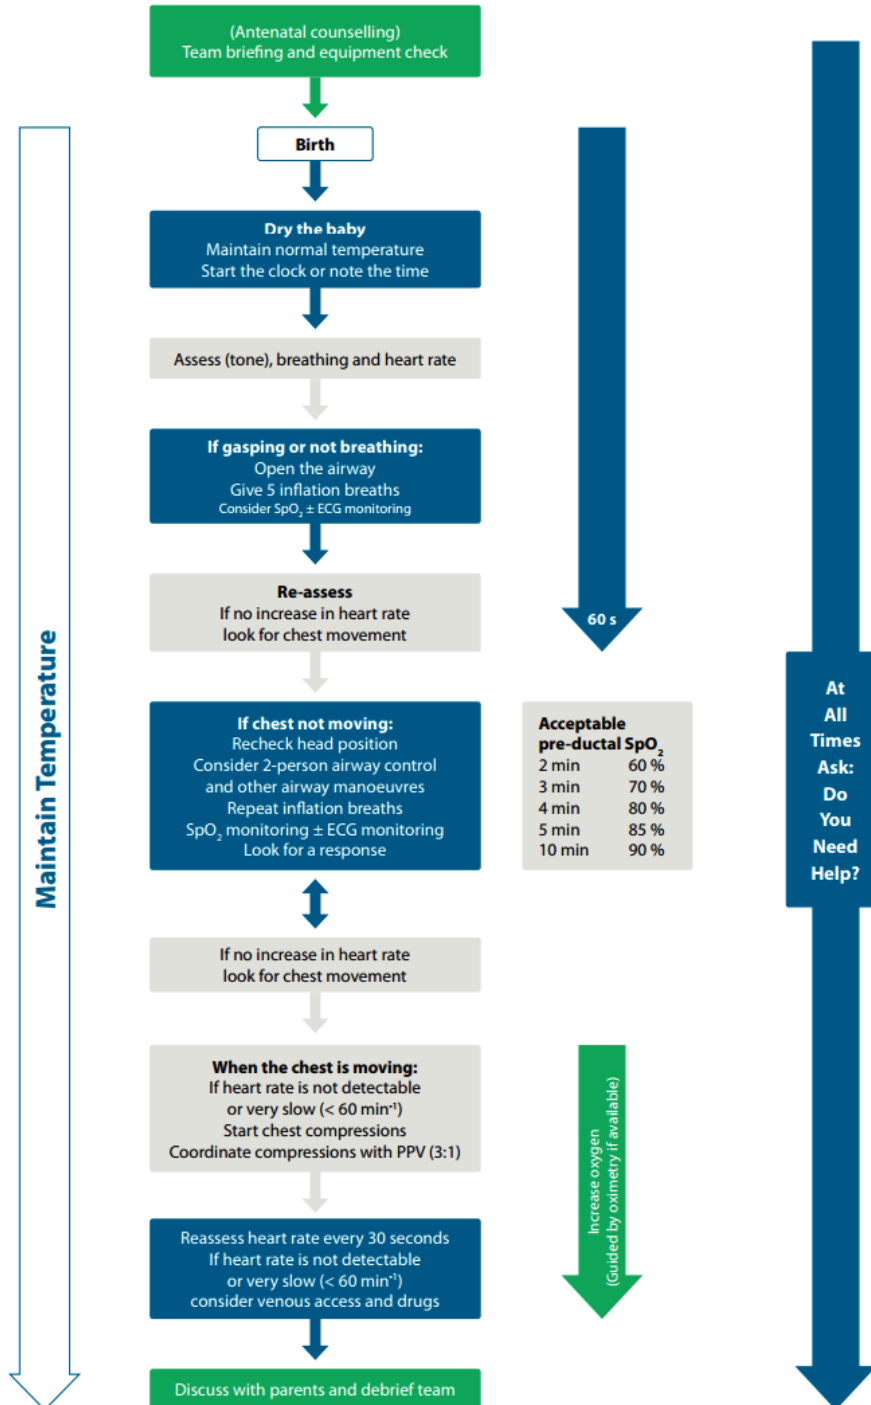 (Antenatal counselling)
Team briefing and equipment check
Birth
Dry the baby
Maintain normal temperature
Start the clock or note the time
Assess (tone), breathing and heart rate
If gasping or not breathing:
Open the airway
Give 5 inflation breaths
Consider SpO₂ ± ECG monitoring
Re-assess
If no increase in heart rate
look for chest movement
60 s
If chest not moving:
Recheck head position
Consider 2-person airway control
and other airway manoeuvres
Repeat inflation breaths
SpO₂ monitoring ± ECG monitoring
Look for a response
Acceptable
pre-ductal SpO₂
2 min 60 %
3 min 70 %
4 min 80 %
5 min 85 %
10 min 90 %
If no increase in heart rate
look for chest movement
When the chest is moving:
If heart rate is not detectable
or very slow (< 60 min⁻¹)
Start chest compressions
Coordinate compressions with PPV (3:1)
Increase oxygen
(Guided by oximetry if available)
Reassess heart rate every 30 seconds
If heart rate is not detectable
or very slow (< 60 min⁻¹)
consider venous access and drugs
Discuss with parents and debrief team
Maintain Temperature
At
All
Times
Ask:
Do
You
Need
Help?